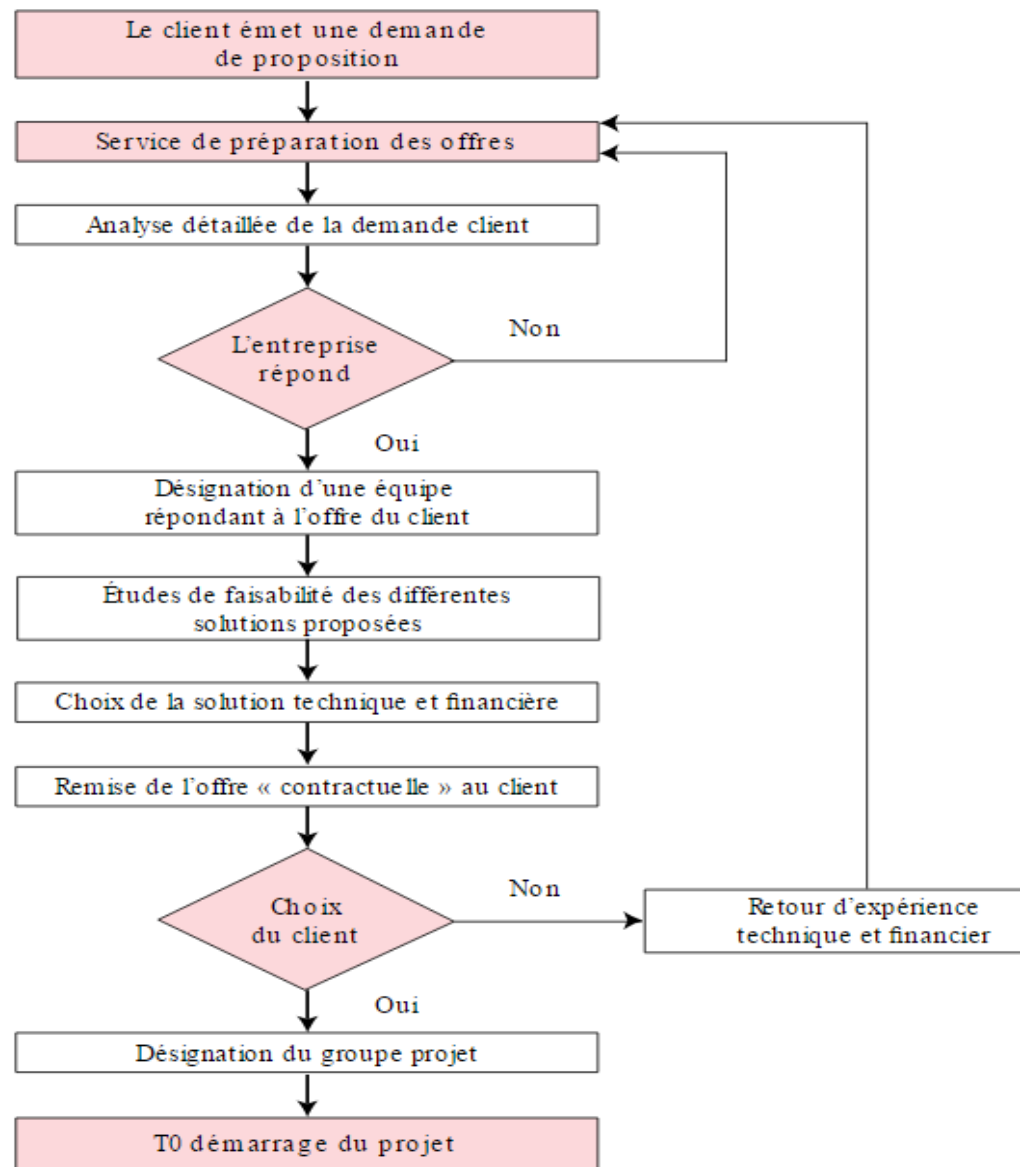 Le client émet une demande
de proposition
Service de préparation des offres
Analyse détaillée de la demande client
L'entreprise
répond
Non
Oui
Désignation d'une équipe
répondant à l'offre du client
Études de faisabilité des différentes
solutions proposées
Choix de la solution technique et financière
Remise de l'offre « contractuelle » au client
Choix
du client
Non
Retour d'expérience
technique et financier
Oui
Désignation du groupe projet
T0 démarrage du projet